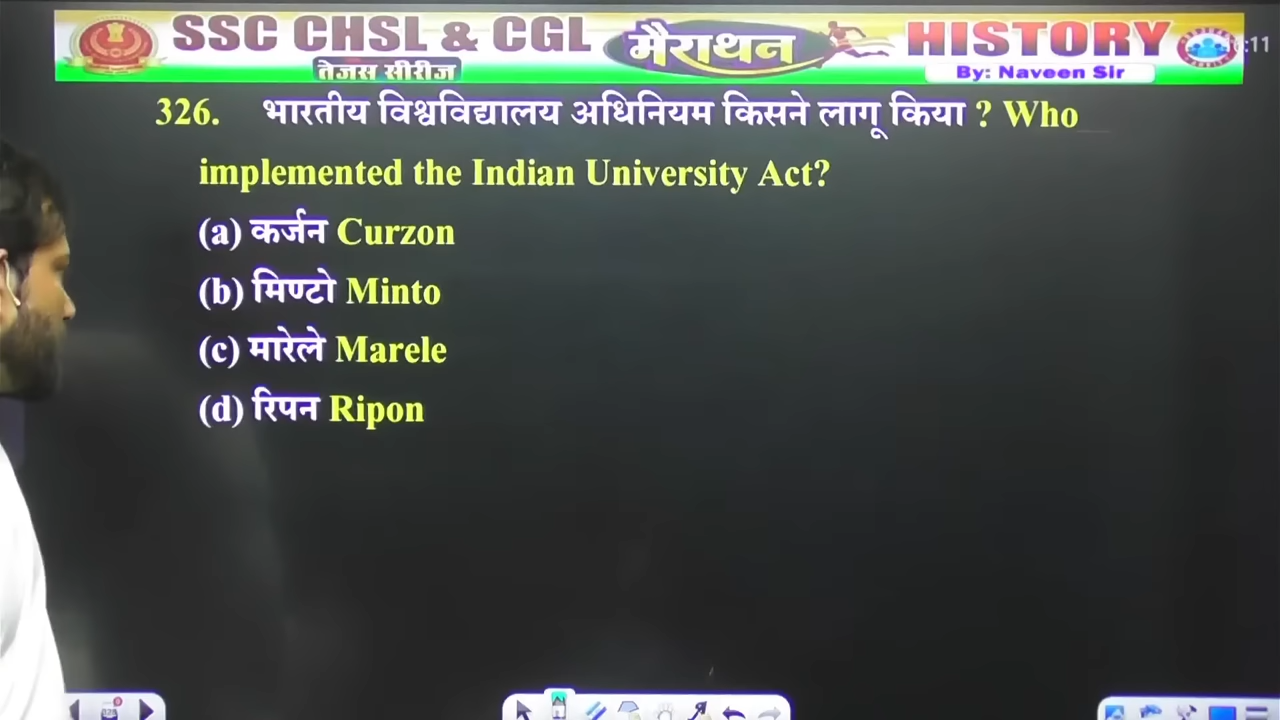 SSC CHSL & CGL
तेजस सीरीज
मैराथन
HISTORY
:11
By: Naveen Sir
326. भारतीय विश्वविद्यालय अधिनियम किसने लागू किया ? Who
implemented the Indian University Act?
(a) कर्जन Curzon
(b) मिण्टो Minto
(c) मारेले Marele
(d) रिपन Ripon